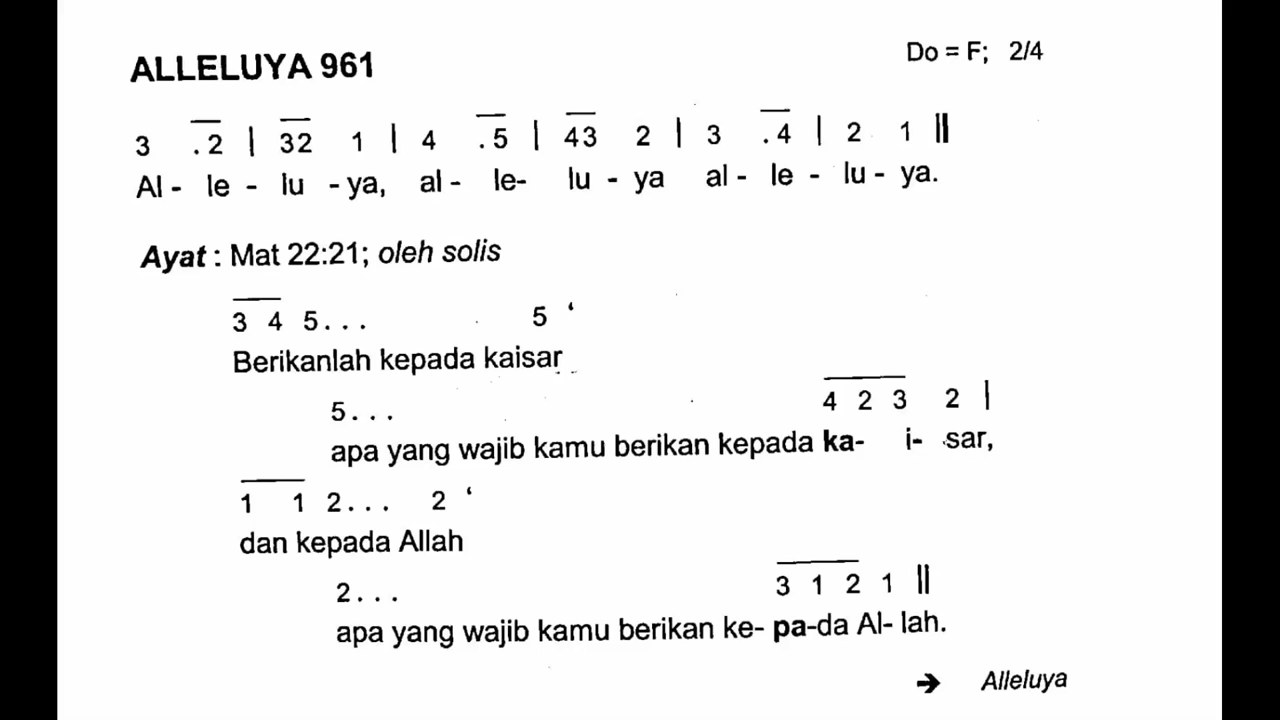 ALLELUYA 961 Do = F; 2/4
3 .2 | 32 1 | 4 .5 | 43 2 | 3 .4 | 2 1 ||
Al - le - lu - ya, al - le- lu - ya al - le - lu - ya.
Ayat : Mat 22:21; oleh solis
3 4 5... 5 ‘
Berikanlah kepada kaisar
5... 4 2 3 2 |
apa yang wajib kamu berikan kepada ka- i- sar,
1 1 2... 2 ‘
dan kepada Allah
2... 3 1 2 1 ||
apa yang wajib kamu berikan ke- pa-da Al- lah.
→ Alleluya